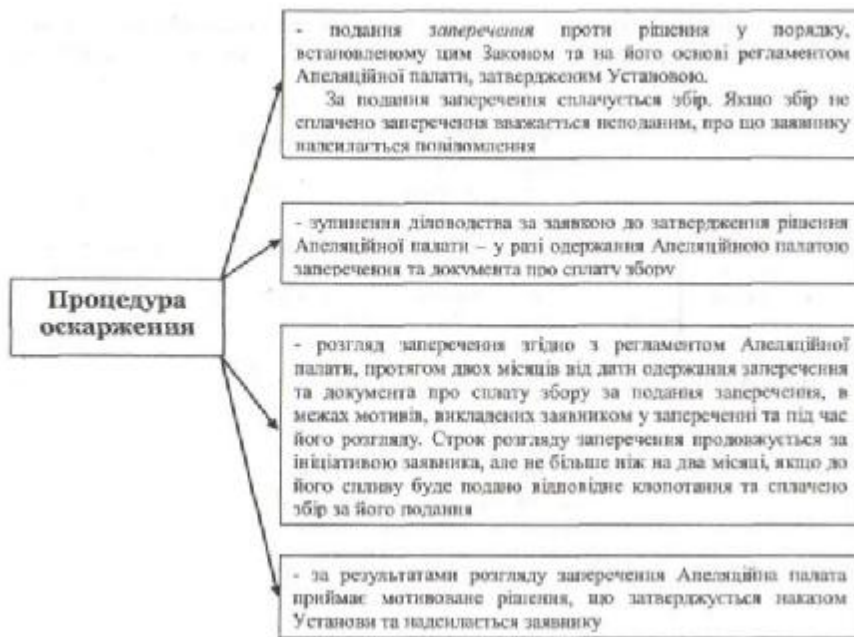 - подання заперечення проти рішення у порядку,
встановленому цим Законом та на його основі регламентом
Апеляційної палати, затвердженим Установою.
За подання заперечення сплачується збір. Якщо збір не
сплачено заперечення вважається неподаним, про що заявнику
надсилається повідомлення
- зупинення діловодства за заявкою до затвердження рішення
Апеляційної палати – у разі одержання Апеляційною палатою
заперечення та документа про сплату збору
Процедура
оскарження
- розгляд заперечення згідно з регламентом Апеляційної
палати, протягом двох місяців від дати одержання заперечення
та документа про сплату збору за подання заперечення, в
межах мотивів, викладених заявником у запереченні та під час
його розгляду. Строк розгляду заперечення продовжується за
ініціативою заявника, але не більше ніж на два місяці, якщо до
його спливу буде подано відповідне клопотання та сплачено
збір за його подання
- за результатами розгляду заперечення Апеляційна палата
приймає мотивоване рішення, що затверджується наказом
Установи та надсилається заявнику